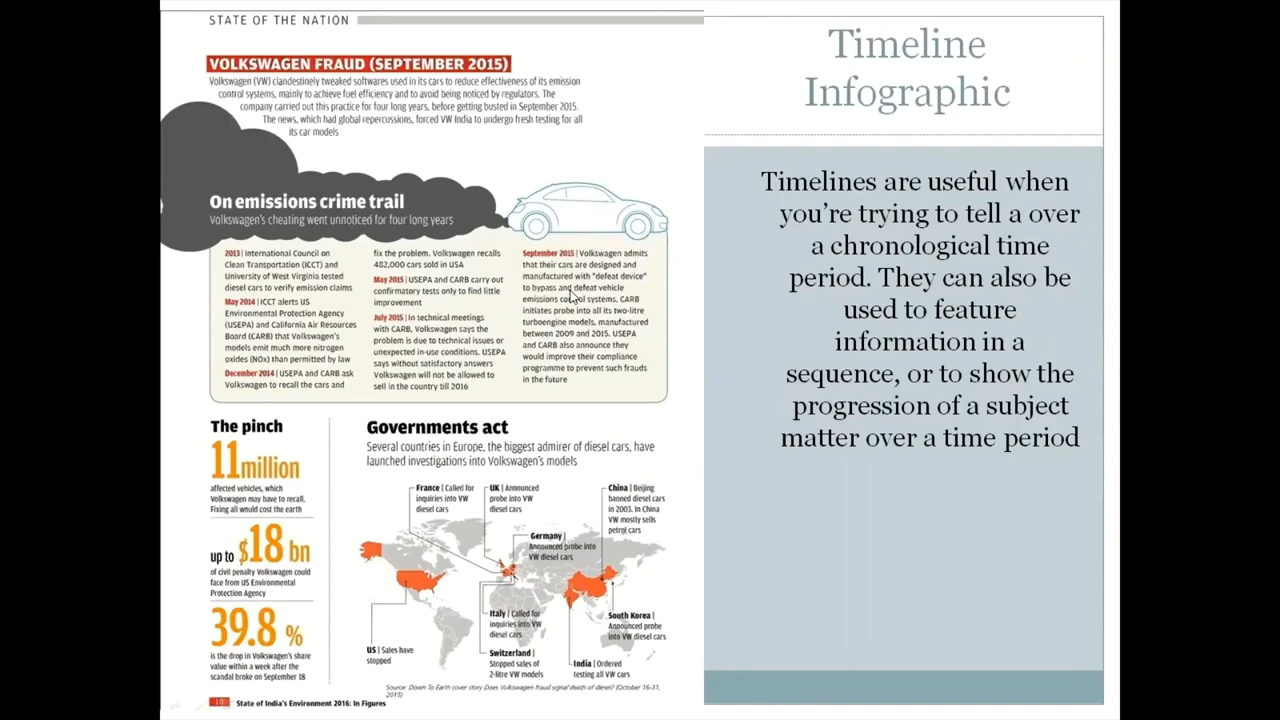 STATE OF THE NATION
VOLKSWAGEN FRAUD (SEPTEMBER 2015)
Volkswagen (VW) clandestinely tweaked softwares used in its cars to reduce effectiveness of its emission
control systems, mainly to achieve fuel efficiency and to avoid being noticed by regulators. The
company carried out this practice for four long years, before getting busted in September 2015.
The news, which had global repercussions, forced VW India to undergo fresh testing for all
its car models
On emissions crime trail
Volkswagen's cheating went unnoticed for four long years
2013 | International Council on
Clean Transportation (ICCT) and
University of West Virginia tested
diesel cars to verify emission claims
May 2014 | ICCT alerts US
Environmental Protection Agency
(USEPA) and California Air Resources
Board (CARB) that Volkswagen's
models emit much more nitrogen
oxides (NOx) than permitted by law
December 2014 | USEPA and CARB ask
Volkswagen to recall the cars and
fix the problem. Volkswagen recalls
482,000 cars sold in USA
May 2015 | USEPA and CARB carry out
confirmatory tests only to find little
improvement
July 2015 | In technical meetings
with CARB, Volkswagen says the
problem is due to technical issues or
unexpected in-use conditions. USEPA
says without satisfactory answers
Volkswagen will not be allowed to
sell in the country till 2016
September 2015 | Volkswagen admits
that their cars are designed and
manufactured with "defeat device"
to bypass and defeat vehicle
emissions control systems. CARB
initiates probe into all its two-litre
turboengine models, manufactured
between 2009 and 2015. USEPA
and CARB also announce they
would improve their compliance
programme to prevent such frauds
in the future
The pinch
11 million
affected vehicles, which
Volkswagen may have to recall.
Fixing all would cost the earth
up to $18 bn
of civil penalty Volkswagen could
face from US Environmental
Protection Agency
39.8 %
is the drop in Volkswagen's share
value within a week after the
scandal broke on September 18
Governments act
Several countries in Europe, the biggest admirer of diesel cars, have
launched investigations into Volkswagen's models
France | Called for
inquiries into VW
diesel cars
UK | Announced
probe into VW
diesel cars
China | Beijing
banned diesel cars
in 2003. In China
VW mostly sells
petrol cars
Germany |
Announced probe into
VW diesel cars
Italy | Called for
inquiries into VW
diesel cars
South Korea |
Announced probe
into VW diesel cars
US | Sales have
stopped
Switzerland |
Stopped sales of
2-litre VW models
India | Ordered
testing all VW cars
Source: Down To Earth cover story Does Volkswagen fraud signal death of diesel? (October 16-31,
2015)
10 State of India's Environment 2016: In Figures
Timeline
Infographic
Timelines are useful when
you're trying to tell a over
a chronological time
period. They can also be
used to feature
information in a
sequence, or to show the
progression of a subject
matter over a time period